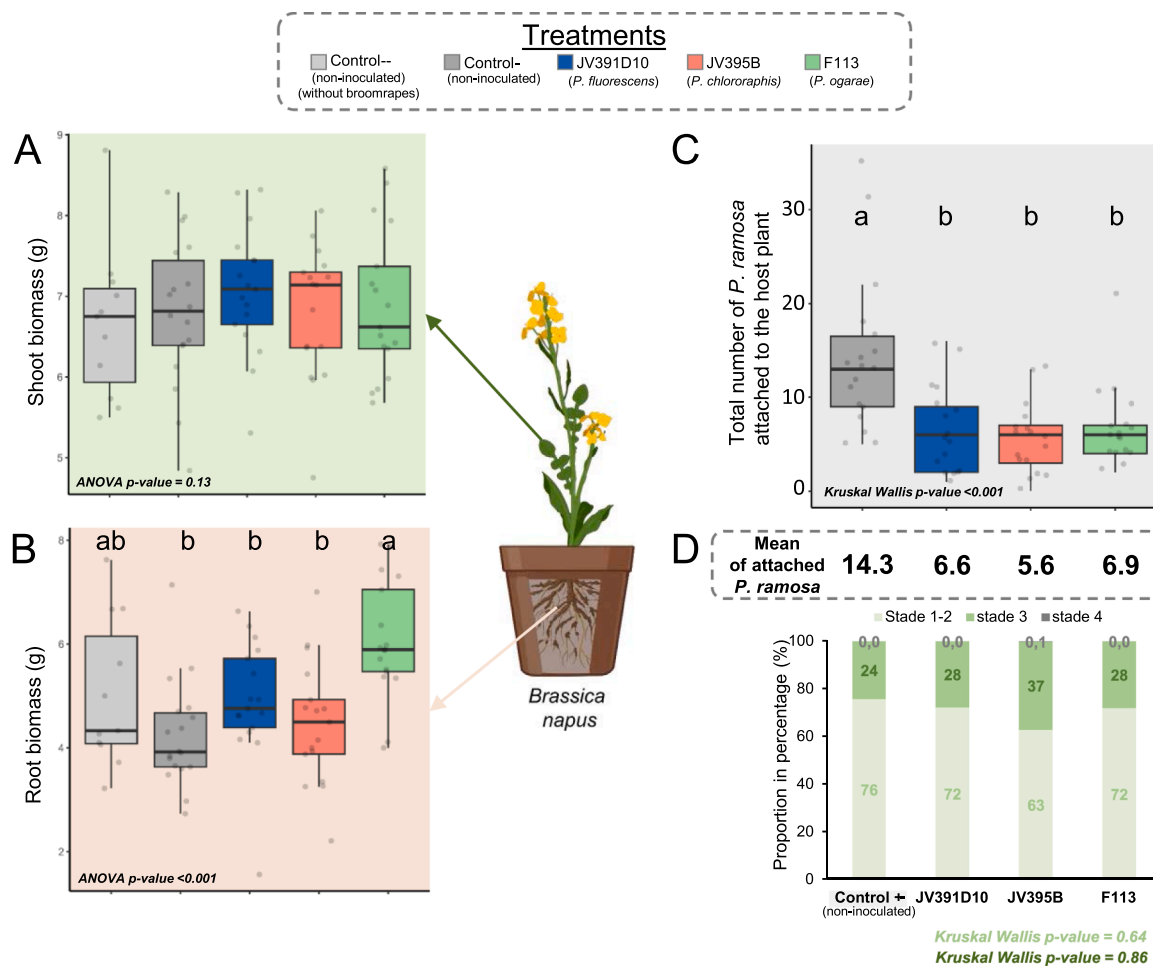 Treatments
Control-- Control- JV391D10 JV395B F113
(non-inoculated) (non-inoculated) (P. fluorescens) (P. chlororaphis) (P. ogarae)
(without broomrapes)
A
Shoot biomass (g)
9
8
7
6
5
ANOVA p-value = 0.13
B
Root biomass (g)
8
6
4
2
ab b b b a
ANOVA p-value <0.001
Brassica
napus
C
Total number of P. ramosa
attached to the host plant
30
20
10
0
a b b b
Kruskal Wallis p-value <0.001
D
Mean
of attached
P. ramosa
14.3 6.6 5.6 6.9
Stade 1-2 stade 3 stade 4
Proportion in percentage (%)
100
80
60
40
20
0
0,0 0,0 0,1 0,0
24 28 37 28
76 72 63 72
Control JV391D10 JV395B F113
(non-inoculated)
Kruskal Wallis p-value = 0.64
Kruskal Wallis p-value = 0.86